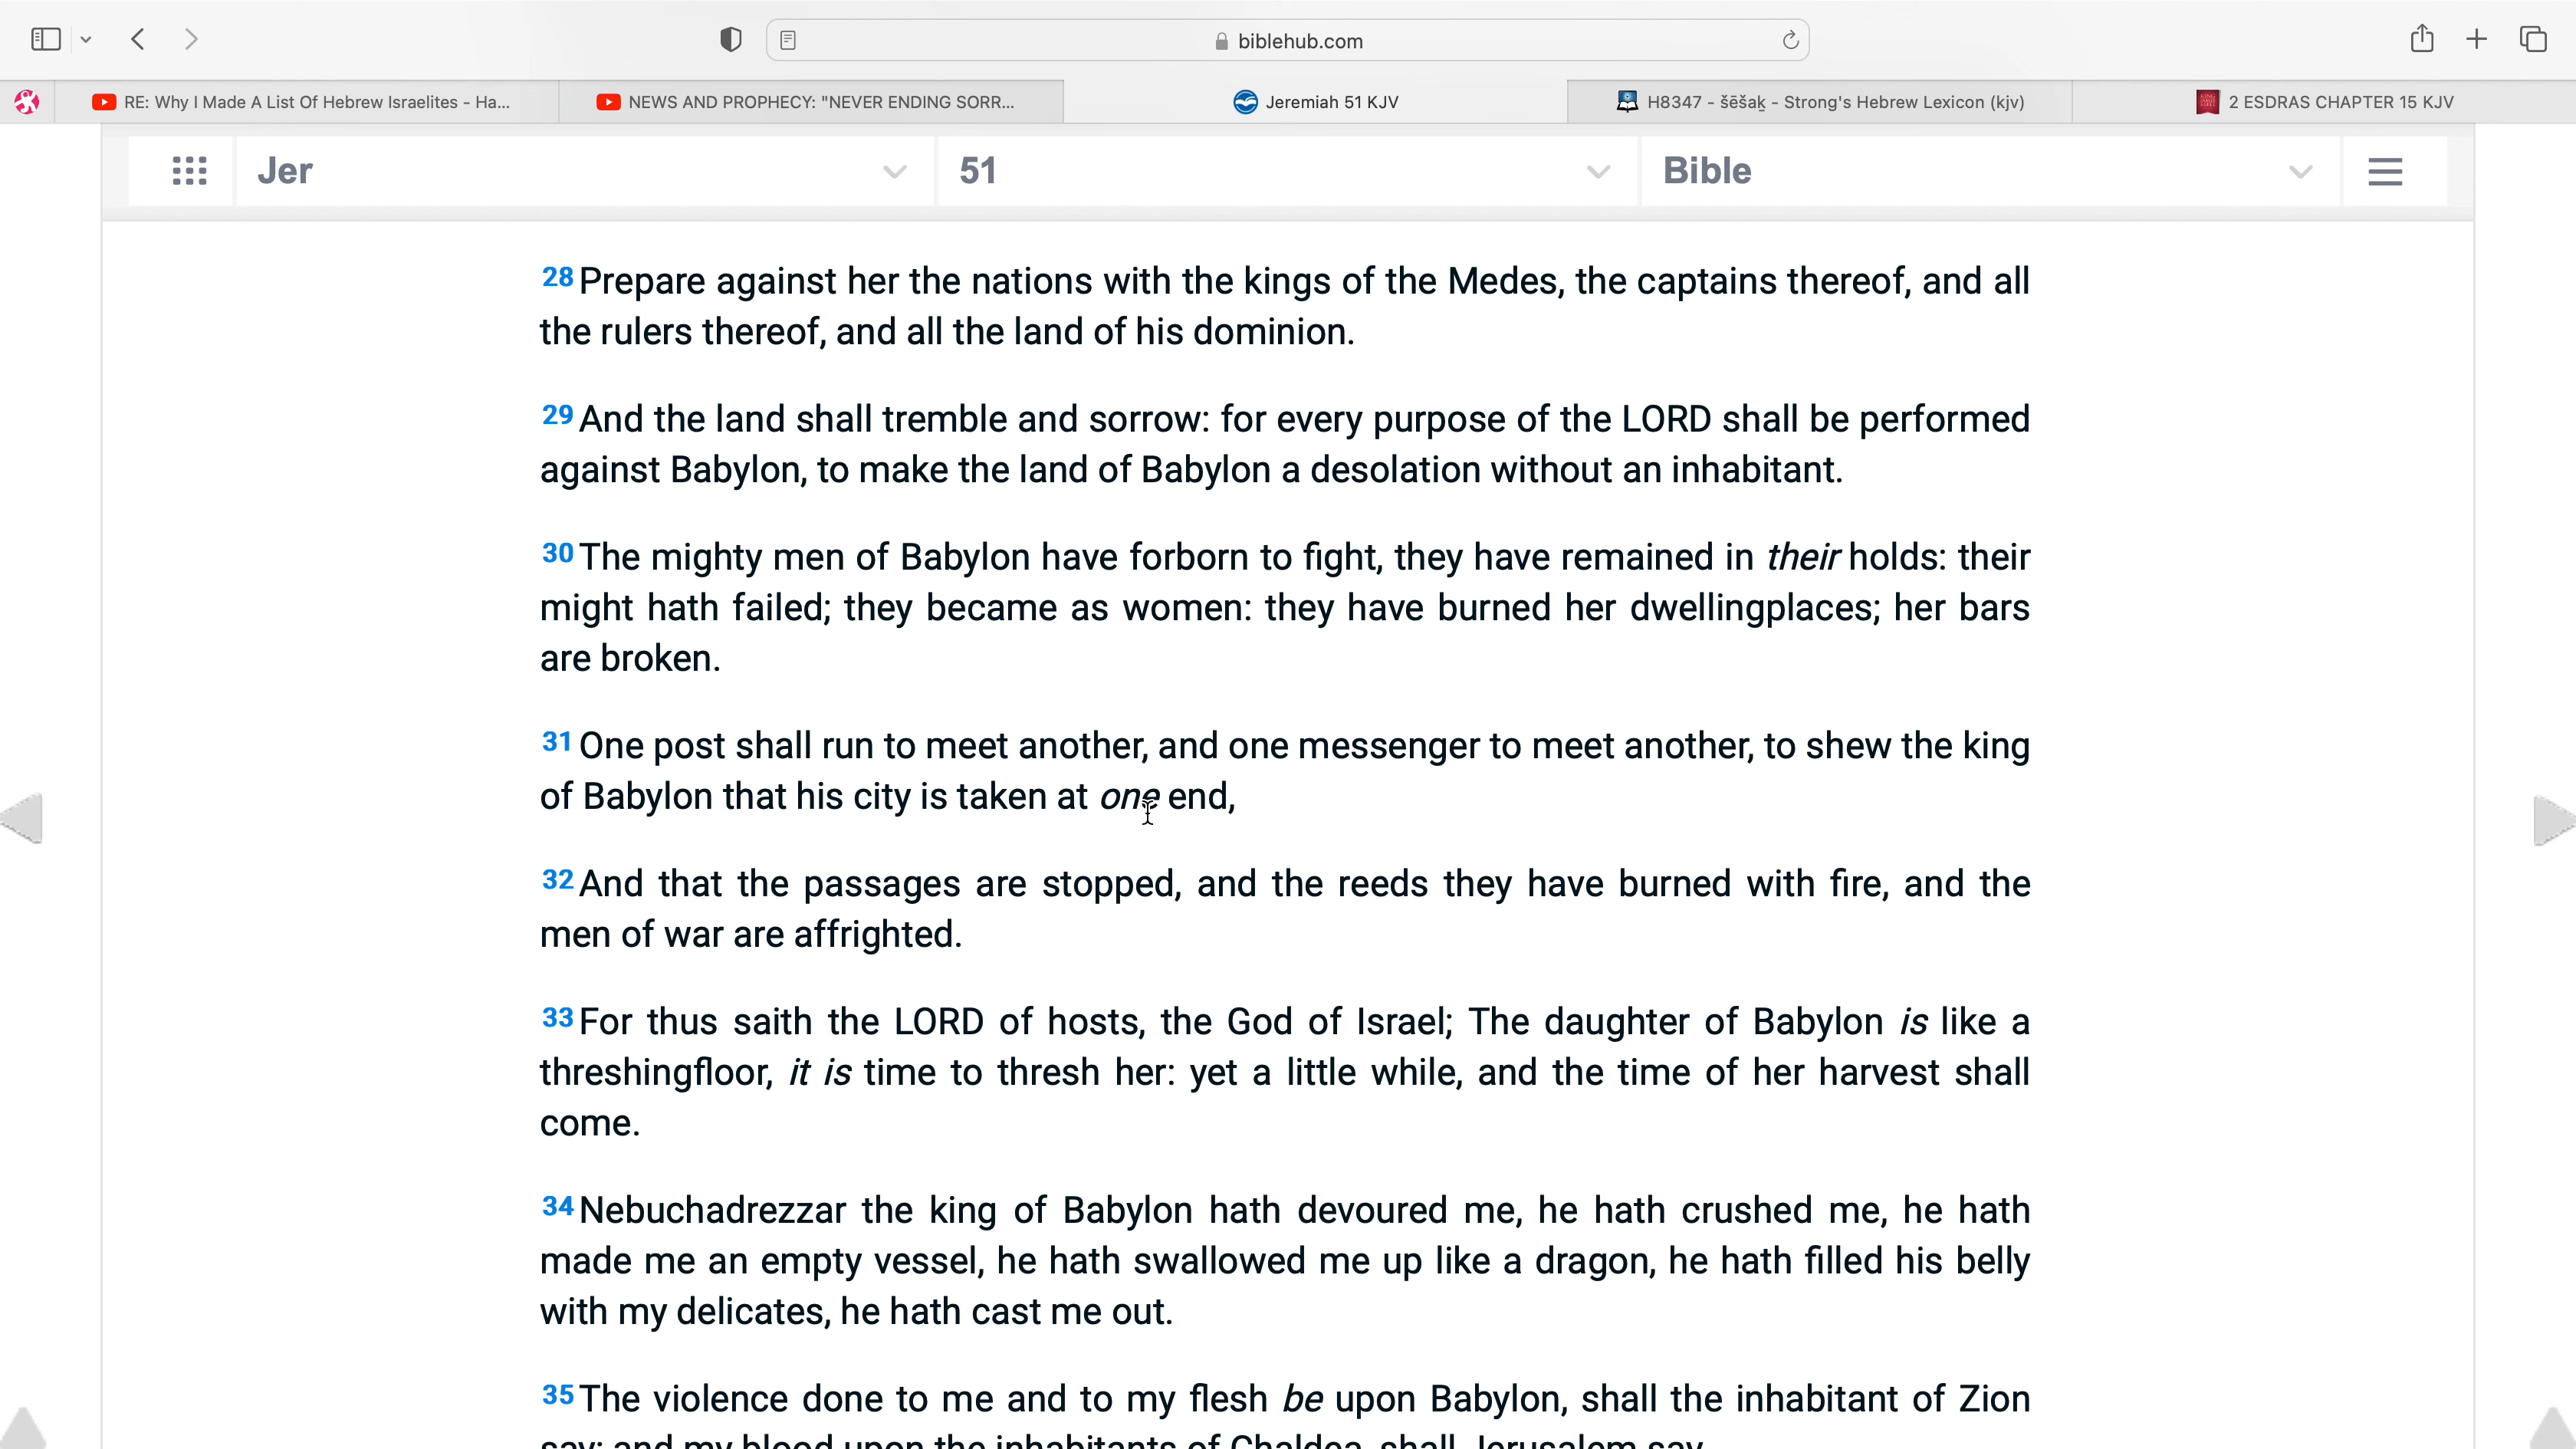 biblehub.com
RE: Why I Made A List Of Hebrew Israelites - Ha...
NEWS AND PROPHECY: "NEVER ENDING SORR...
Jeremiah 51 KJV
H8347 - šēšaḵ - Strong's Hebrew Lexicon (kjv)
2 ESDRAS CHAPTER 15 KJV
Jer
51
Bible
28 Prepare against her the nations with the kings of the Medes, the captains thereof, and all
the rulers thereof, and all the land of his dominion.
29 And the land shall tremble and sorrow: for every purpose of the LORD shall be performed
against Babylon, to make the land of Babylon a desolation without an inhabitant.
30 The mighty men of Babylon have forborn to fight, they have remained in their holds: their
might hath failed; they became as women: they have burned her dwellingplaces; her bars
are broken.
31 One post shall run to meet another, and one messenger to meet another, to shew the king
of Babylon that his city is taken at one end,
32 And that the passages are stopped, and the reeds they have burned with fire, and the
men of war are affrighted.
33 For thus saith the LORD of hosts, the God of Israel; The daughter of Babylon is like a
threshingfloor, it is time to thresh her: yet a little while, and the time of her harvest shall
come.
34 Nebuchadrezzar the king of Babylon hath devoured me, he hath crushed me, he hath
made me an empty vessel, he hath swallowed me up like a dragon, he hath filled his belly
with my delicates, he hath cast me out.
35 The violence done to me and to my flesh be upon Babylon, shall the inhabitant of Zion
say; and my blood upon the inhabitants of Chaldea, shall Jerusalem say.